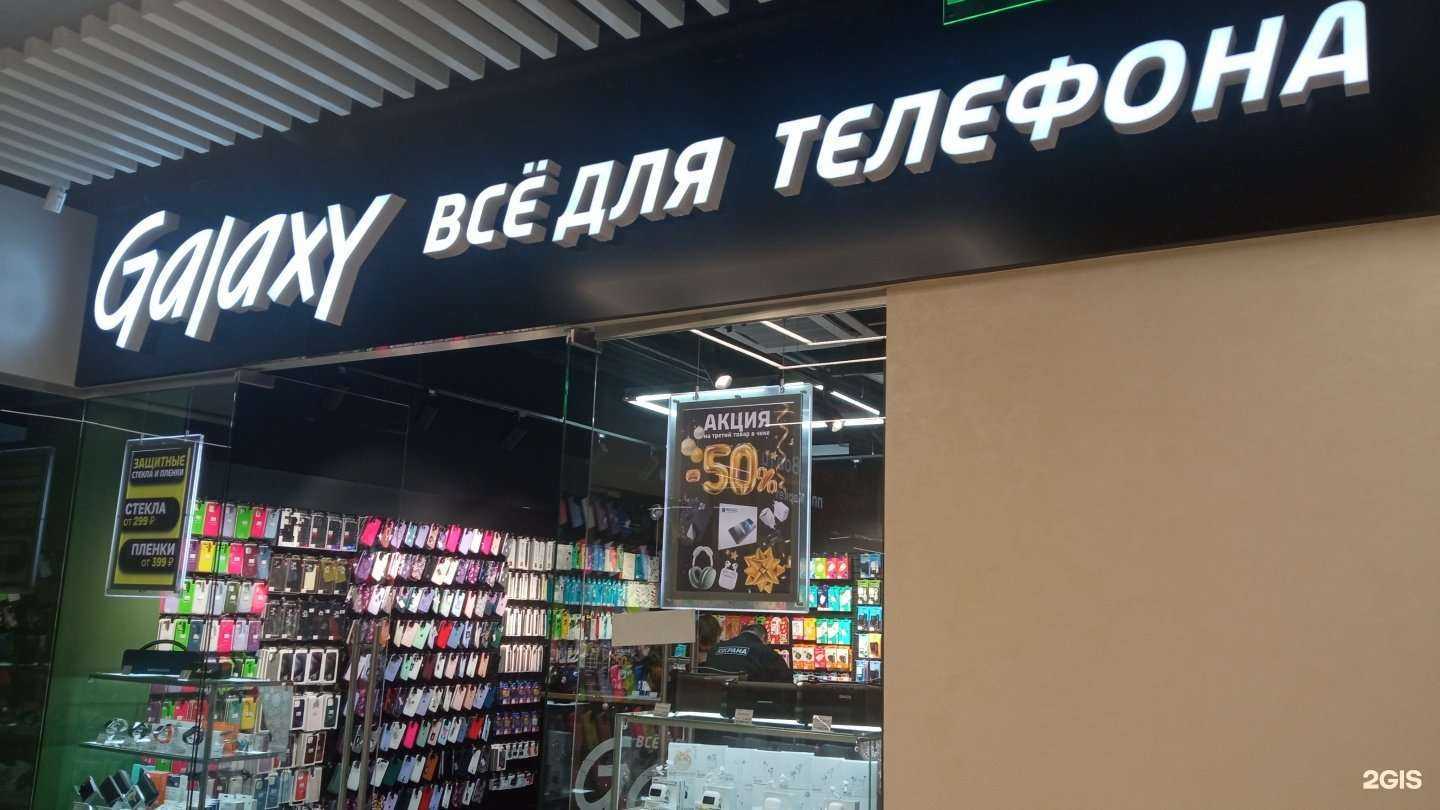 Galaxy ВСЁ ДЛЯ ТЕЛЕФОНА
ЗАЩИТНЫЕ
СТЕКЛА И ПЛЕНКИ
СТЕКЛА
от 299 ₽
ПЛЕНКИ
от 399 ₽
АКЦИЯ
на третий товар в чеке
50%
ОХРАНА
ВСЁ
2GIS